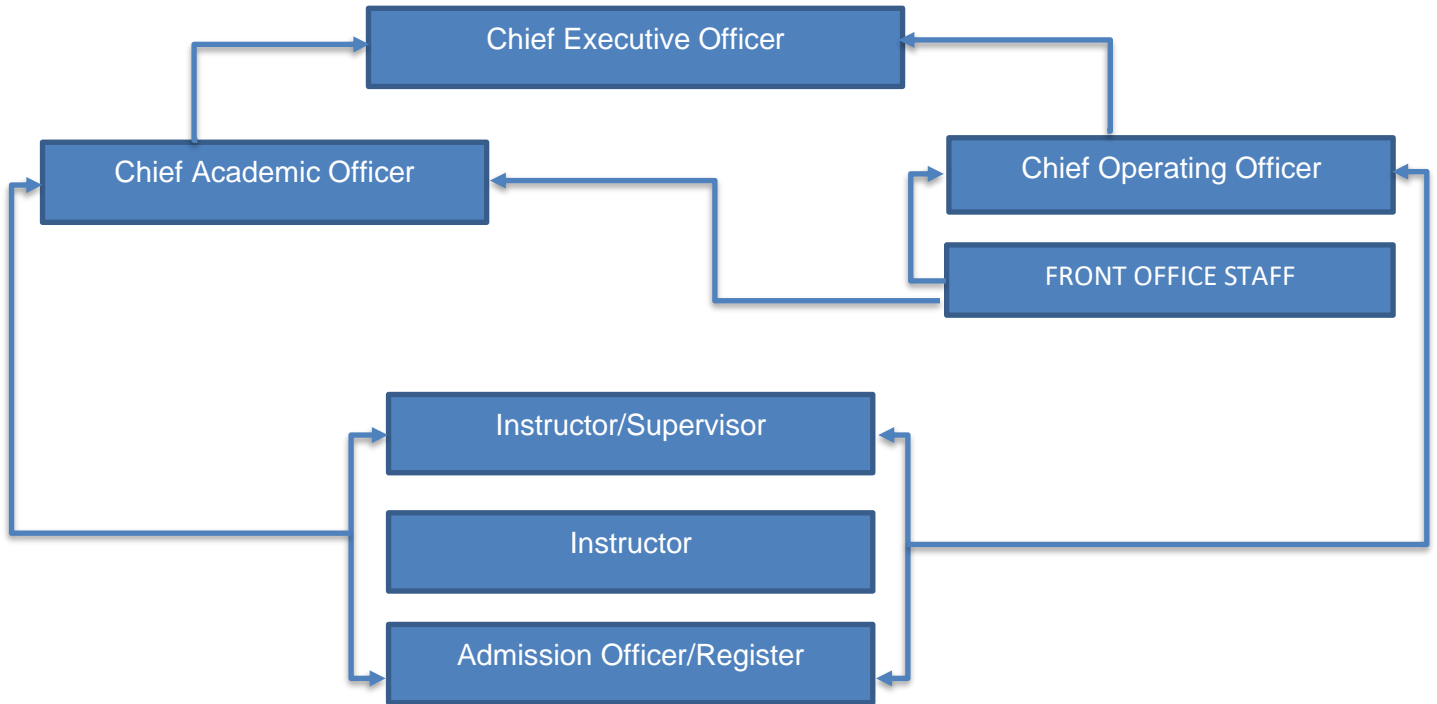 Chief Executive Officer
Chief Academic Officer
Chief Operating Officer
FRONT OFFICE STAFF
Instructor/Supervisor
Instructor
Admission Officer/Register